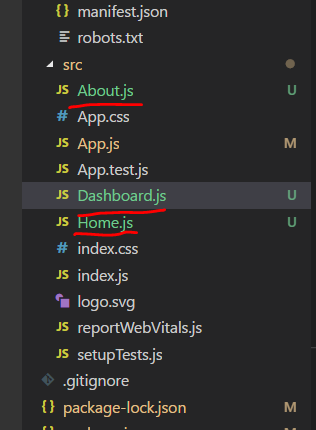 { } manifest.json
robots.txt
src
JS About.js U
# App.css
JS App.js M
App.test.js
JS Dashboard.js U
JS Home.js U
# index.css
JS index.js
logo.svg
JS reportWebVitals.js
JS setupTests.js
.gitignore
{ } package-lock.json M